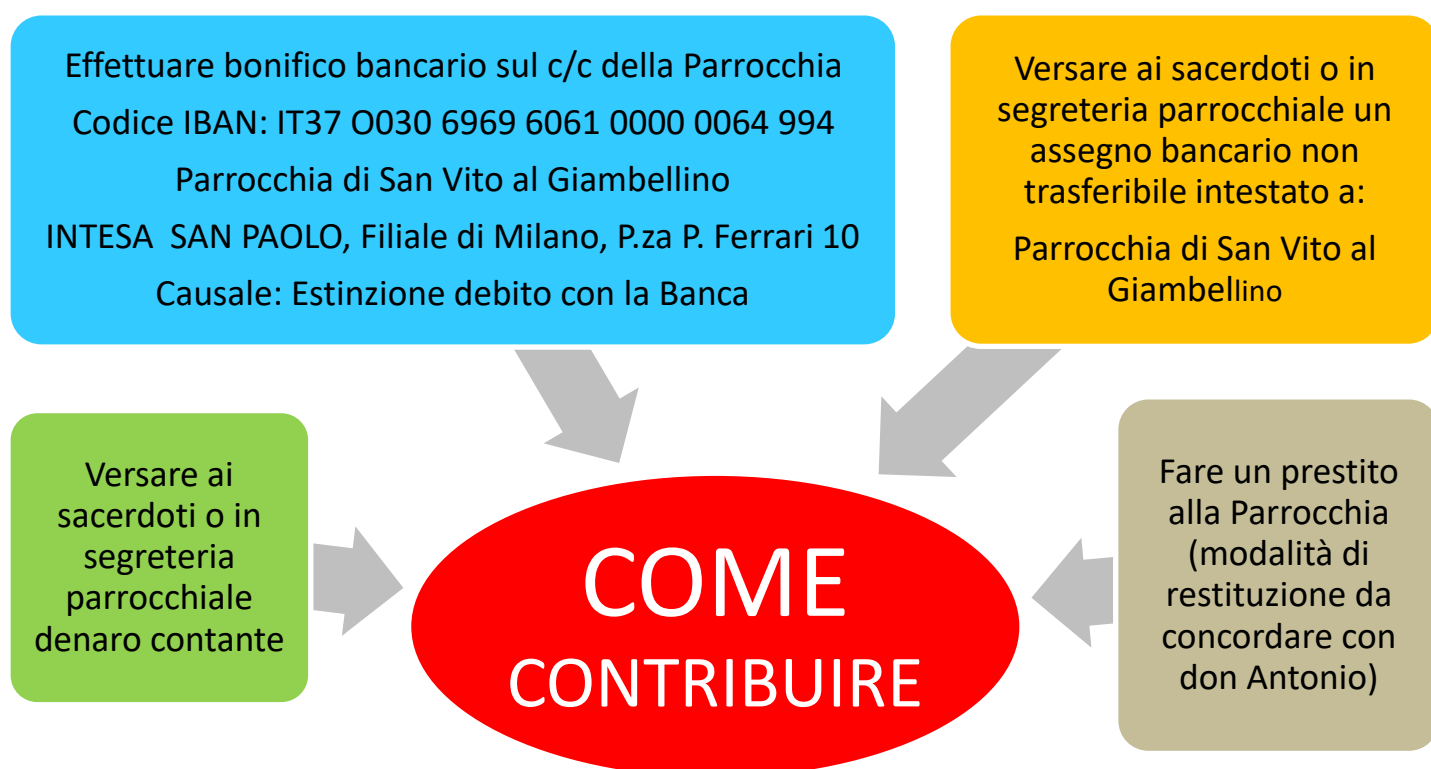 Effettuare bonifico bancario sul c/c della Parrocchia
Codice IBAN: IT37 O030 6969 6061 0000 0064 994
Parrocchia di San Vito al Giambellino
INTESA  SAN PAOLO, Filiale di Milano, P.za P. Ferrari 10
Causale: Estinzione debito con la Banca
Versare ai sacerdoti o in
segreteria parrocchiale un
assegno bancario non
trasferibile intestato a:
Parrocchia di San Vito al
Giambellino
Versare ai
sacerdoti o in
segreteria
parrocchiale
denaro contante
COME
CONTRIBUIRE
Fare un prestito
alla Parrocchia
(modalità di
restituzione da
concordare con
don Antonio)